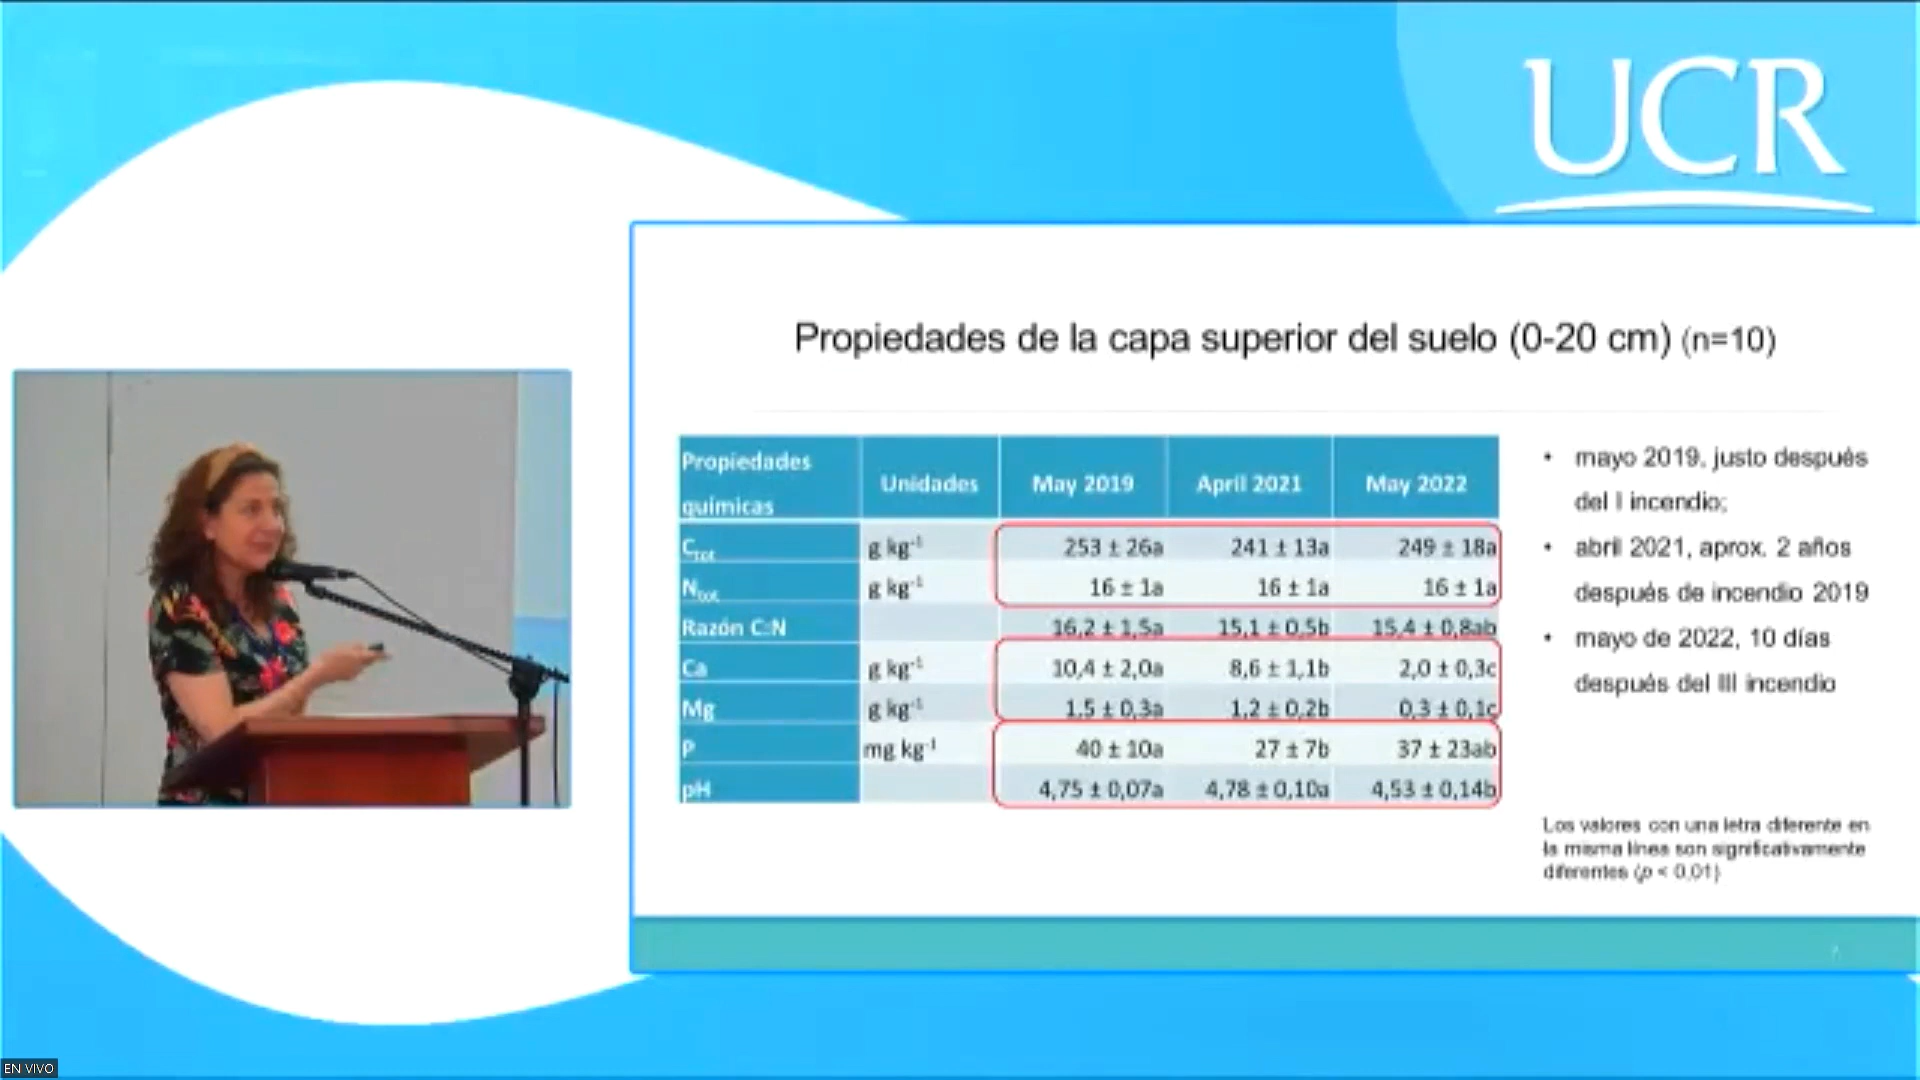 UCR
Propiedades de la capa superior del suelo (0-20 cm) (n=10)
Propiedades químicas Unidades May 2019 April 2021 May 2022
Ctot g kg-1 253 ± 26a 241 ± 13a 249 ± 18a
Ntot g kg-1 16 ± 1a 16 ± 1a 16 ± 1a
Razón C:N 16,2 ± 1,5a 15,1 ± 0,5b 15,4 ± 0,8ab
Ca g kg-1 10,4 ± 2,0a 8,6 ± 1,1b 2,0 ± 0,3c
Mg g kg-1 1,5 ± 0,3a 1,2 ± 0,2b 0,3 ± 0,1c
P mg kg-1 40 ± 10a 27 ± 7b 37 ± 23ab
pH 4,75 ± 0,07a 4,78 ± 0,10a 4,53 ± 0,14b
• mayo 2019, justo después
del I incendio;
• abril 2021, aprox. 2 años
después de incendio 2019
• mayo de 2022, 10 días
después del III incendio
Los valores con una letra diferente en
la misma línea son significativamente
diferentes (p < 0,01)
EN VIVO